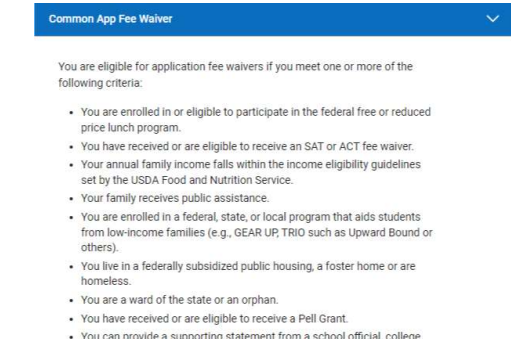 Common App Fee Waiver
You are eligible for application fee waivers if you meet one or more of the
following criteria:
• You are enrolled in or eligible to participate in the federal free or reduced
price lunch program.
• You have received or are eligible to receive an SAT or ACT fee waiver.
• Your annual family income falls within the income eligibility guidelines
set by the USDA Food and Nutrition Service.
• Your family receives public assistance.
• You are enrolled in a federal, state, or local program that aids students
from low-income families (e.g., GEAR UP, TRIO such as Upward Bound or
others).
• You live in a federally subsidized public housing, a foster home or are
homeless.
• You are a ward of the state or an orphan.
• You have received or are eligible to receive a Pell Grant.
• You can provide a supporting statement from a school official, college